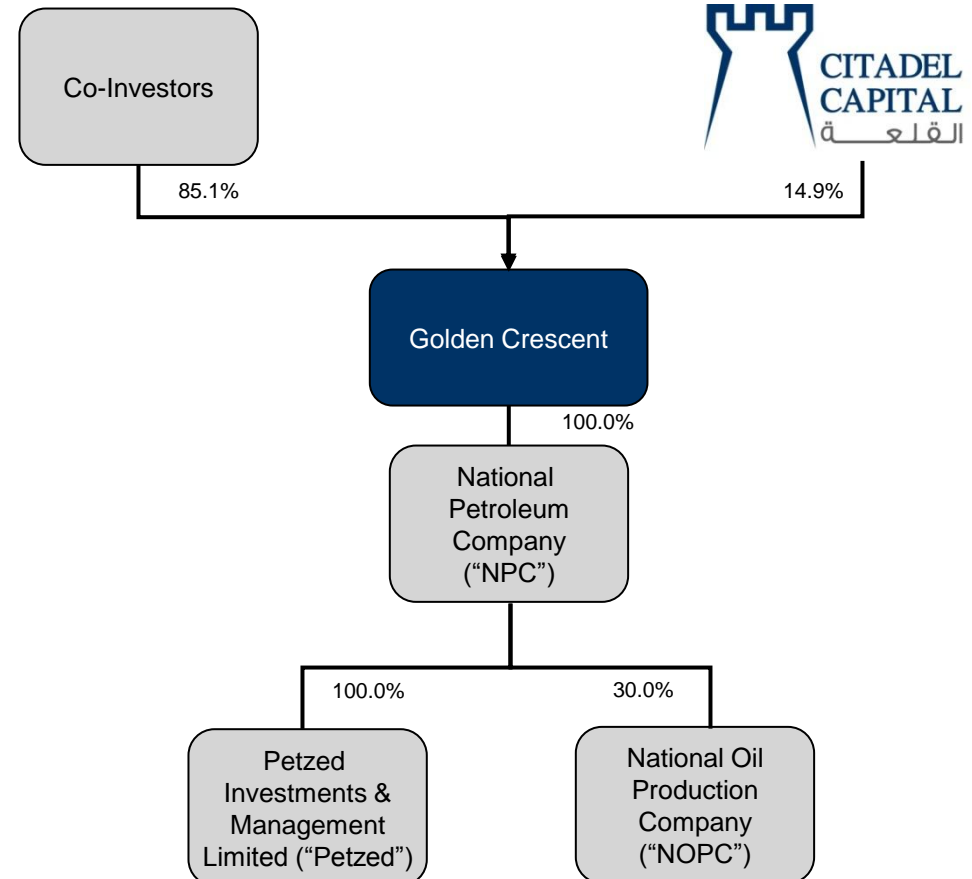 Co-Investors
CITADEL
CAPITAL
القلعة
85.1%
14.9%
Golden Crescent
100.0%
National
Petroleum
Company
(“NPC”)
100.0%
30.0%
Petzed
Investments &
Management
Limited (“Petzed”)
National Oil
Production
Company
(“NOPC”)